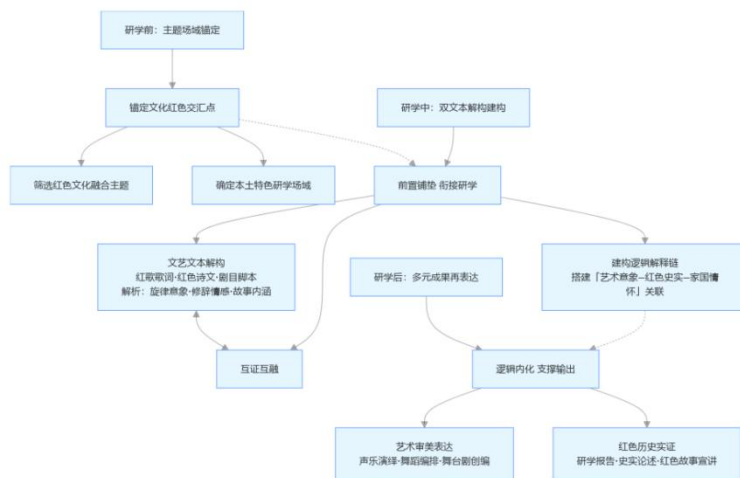 研学前：主题场域锚定
锚定文化红色交汇点
研学中：双文本解构建构
筛选红色文化融合主题
确定本土特色研学场域
前置铺垫 衔接研学
文艺文本解构
红歌歌词·红色诗文·剧目脚本
解析：旋律意象·修辞情感·故事内涵
建构逻辑解释链
搭建「艺术意象—红色史实—家国情
怀」关联
研学后：多元成果再表达
互证互融
逻辑内化 支撑输出
艺术审美表达
声乐演绎·舞蹈编排·舞台剧创编
红色历史实证
研学报告·史实论述·红色故事宣讲